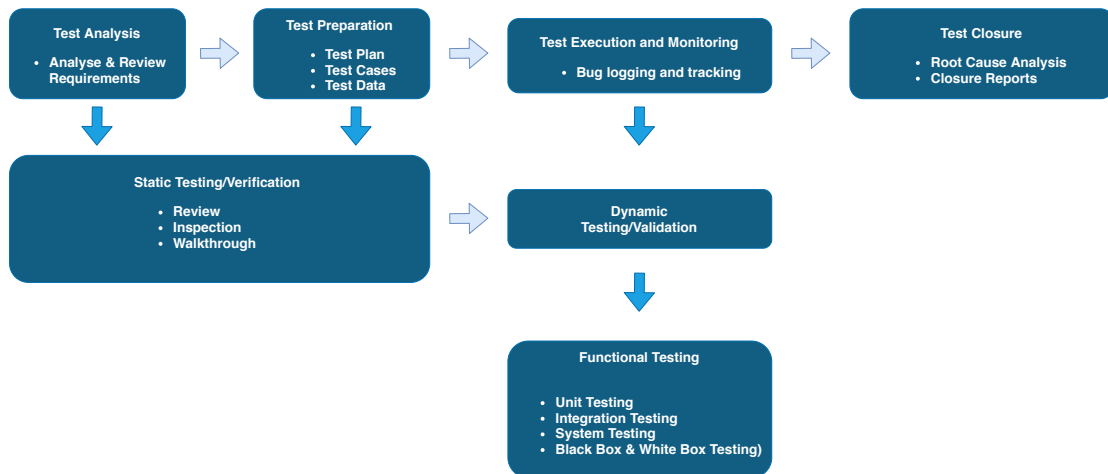 Test Analysis
• Analyse & Review
Requirements
Test Preparation
• Test Plan
• Test Cases
• Test Data
Test Execution and Monitoring
• Bug logging and tracking
Test Closure
• Root Cause Analysis
• Closure Reports
Static Testing/Verification
• Review
• Inspection
• Walkthrough
Dynamic
Testing/Validation
Functional Testing
• Unit Testing
• Integration Testing
• System Testing
• Black Box & White Box Testing)